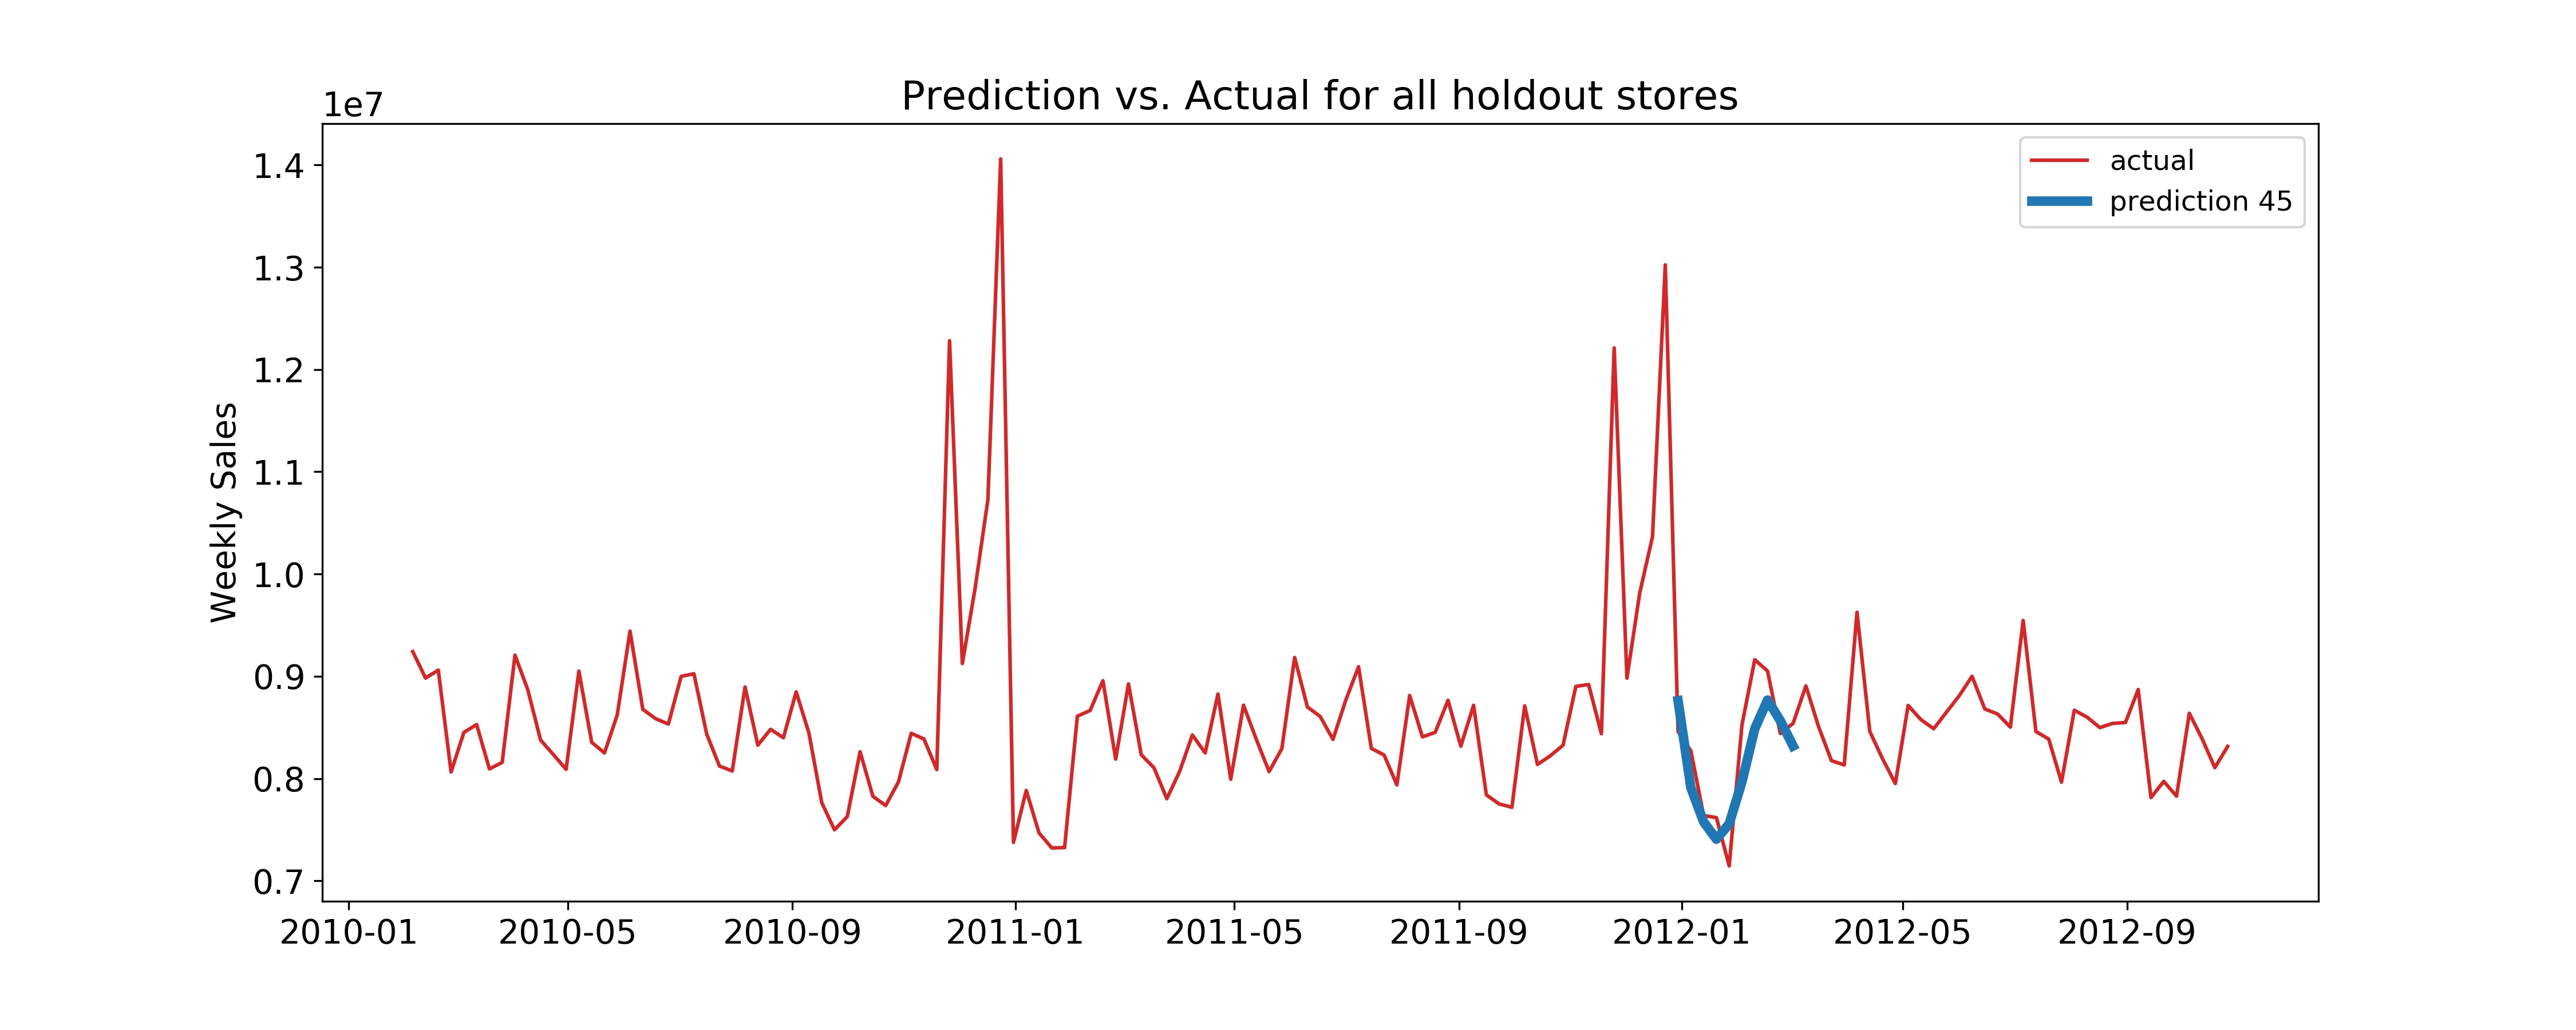 Prediction vs. Actual for all holdout stores
1e7
actual
prediction 45
1.4
1.3
1.2
1.1
1.0
0.9
0.8
0.7
Weekly Sales
2010-01 2010-05 2010-09 2011-01 2011-05 2011-09 2012-01 2012-05 2012-09